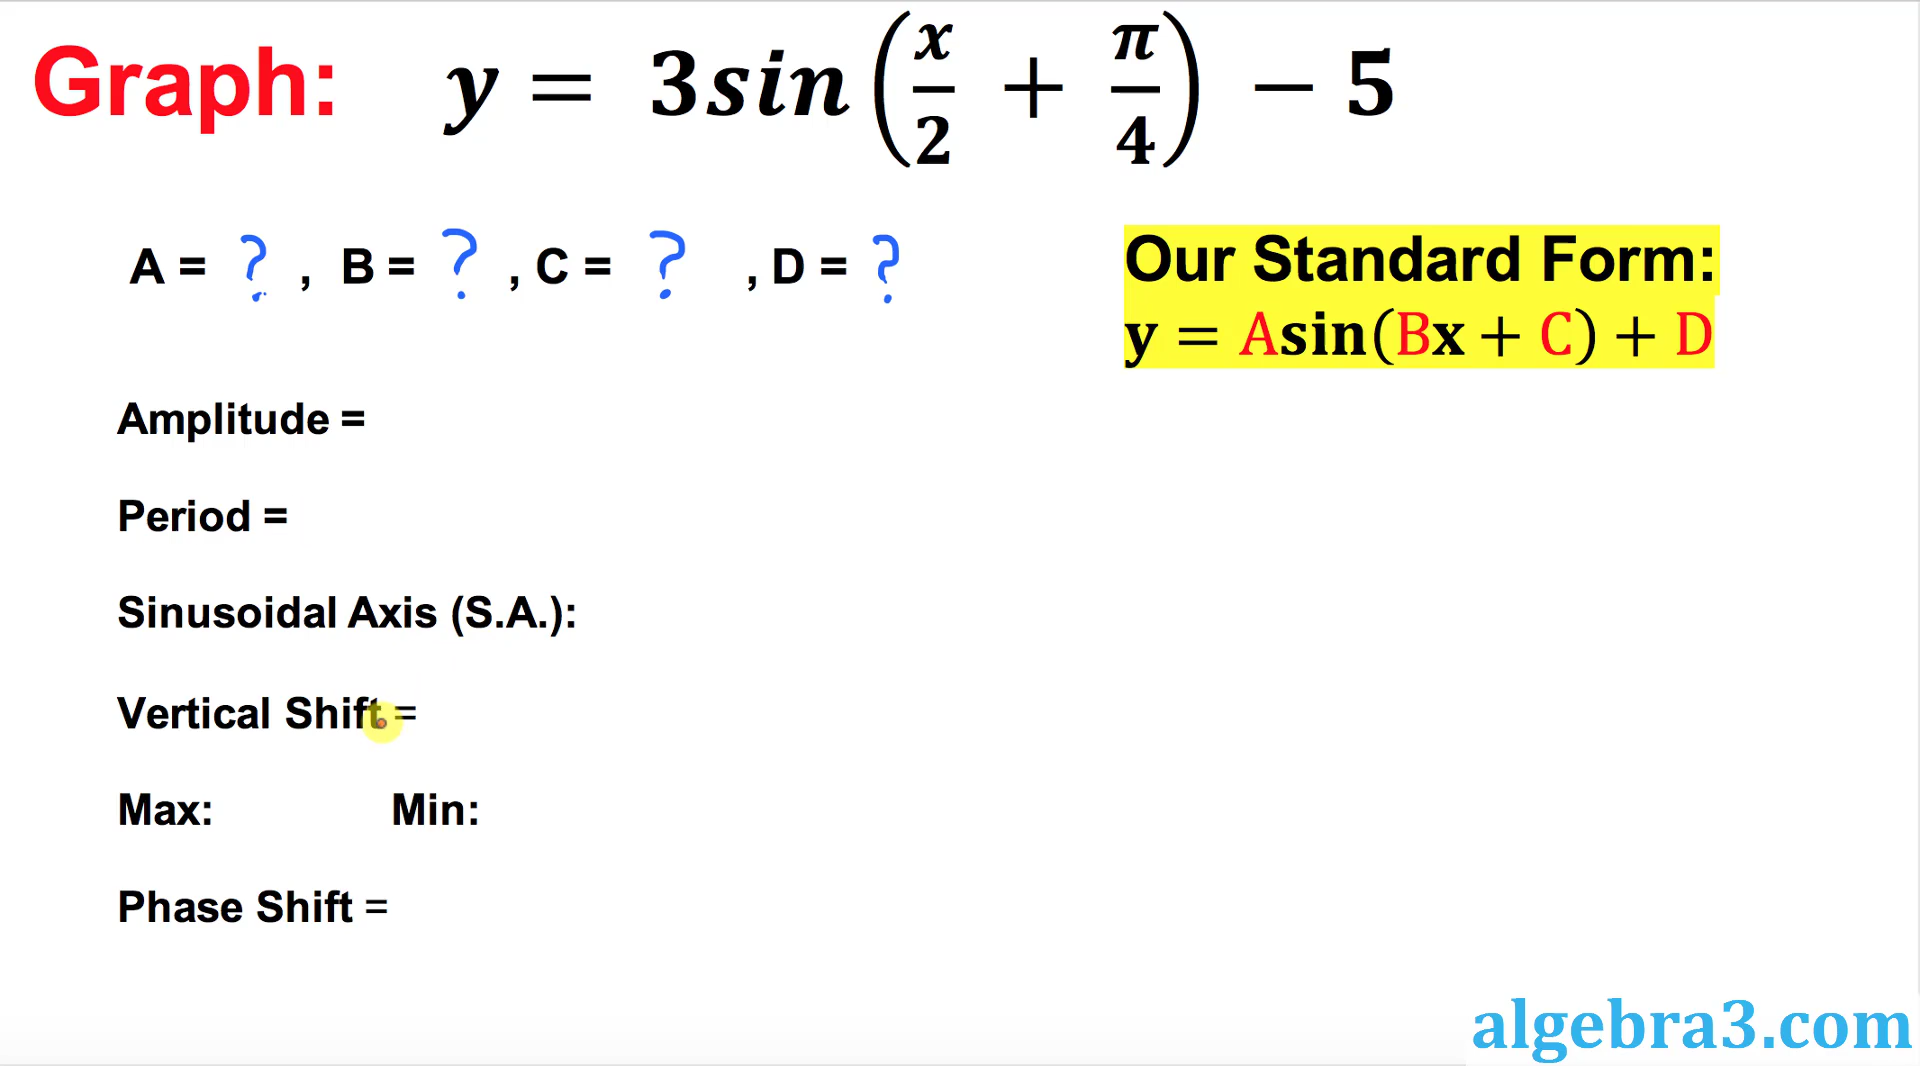 Graph: y = 3sin(x/2 + π/4) − 5
A = ? , B = ? , C = ? , D = ?
Our Standard Form:
y = Asin(Bx + C) + D
Amplitude =
Period =
Sinusoidal Axis (S.A.):
Vertical Shift =
Max: Min:
Phase Shift =
algebra3.com